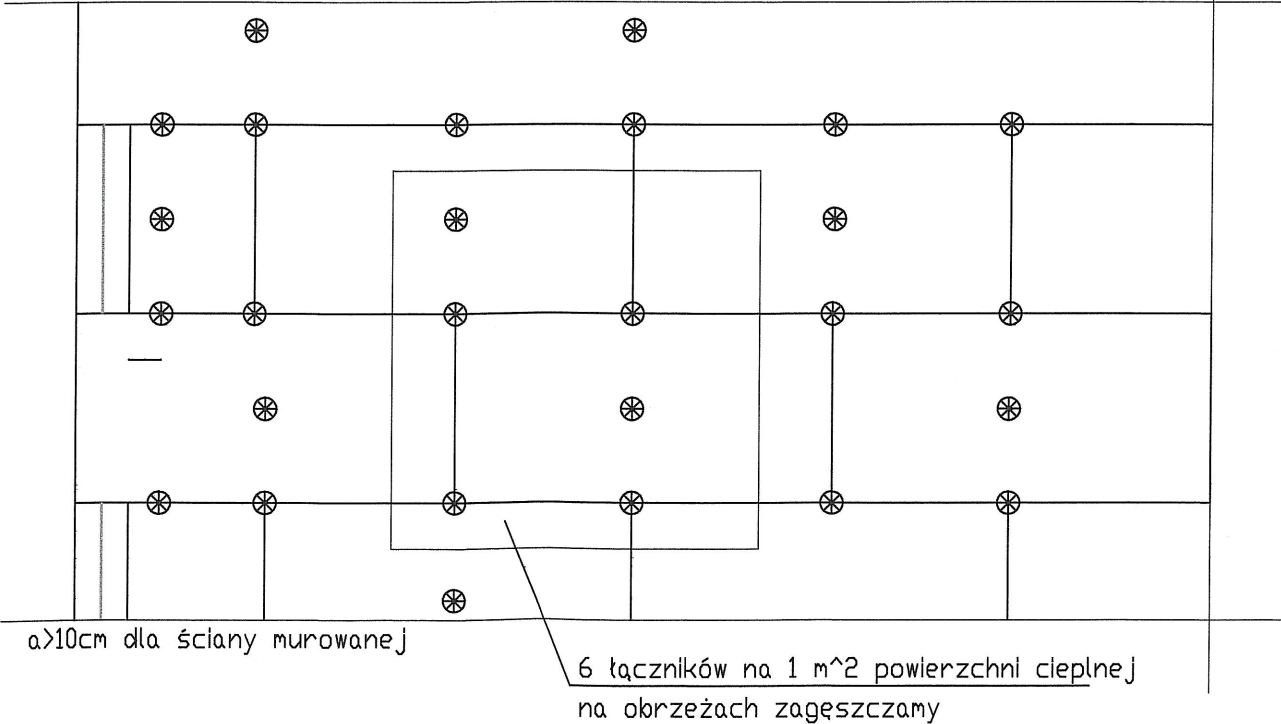 a>10cm dla ściany murowanej
6 łączników na 1 m^2 powierzchni cieplnej
na obrzeżach zagęszczamy